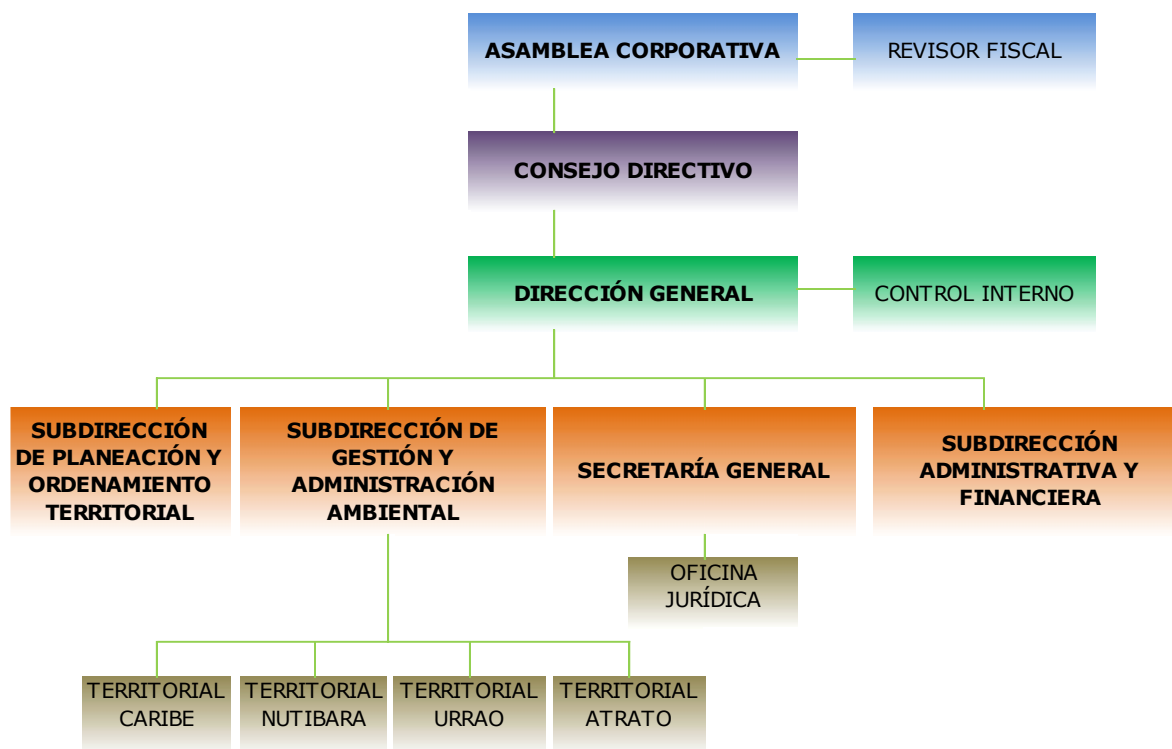 ASAMBLEA CORPORATIVA
REVISOR FISCAL
CONSEJO DIRECTIVO
DIRECCIÓN GENERAL
CONTROL INTERNO
SUBDIRECCIÓN
DE PLANEACIÓN Y
ORDENAMIENTO
TERRITORIAL
SUBDIRECCIÓN DE
GESTIÓN Y
ADMINISTRACIÓN
AMBIENTAL
SECRETARÍA GENERAL
SUBDIRECCIÓN
ADMINISTRATIVA Y
FINANCIERA
OFICINA
JURÍDICA
TERRITORIAL
CARIBE
TERRITORIAL
NUTIBARA
TERRITORIAL
URRAO
TERRITORIAL
ATRATO